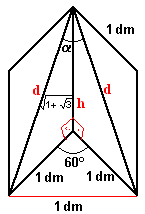 1 dm
α
d
√1+ √3
h
d
60°
1 dm
1 dm
1 dm